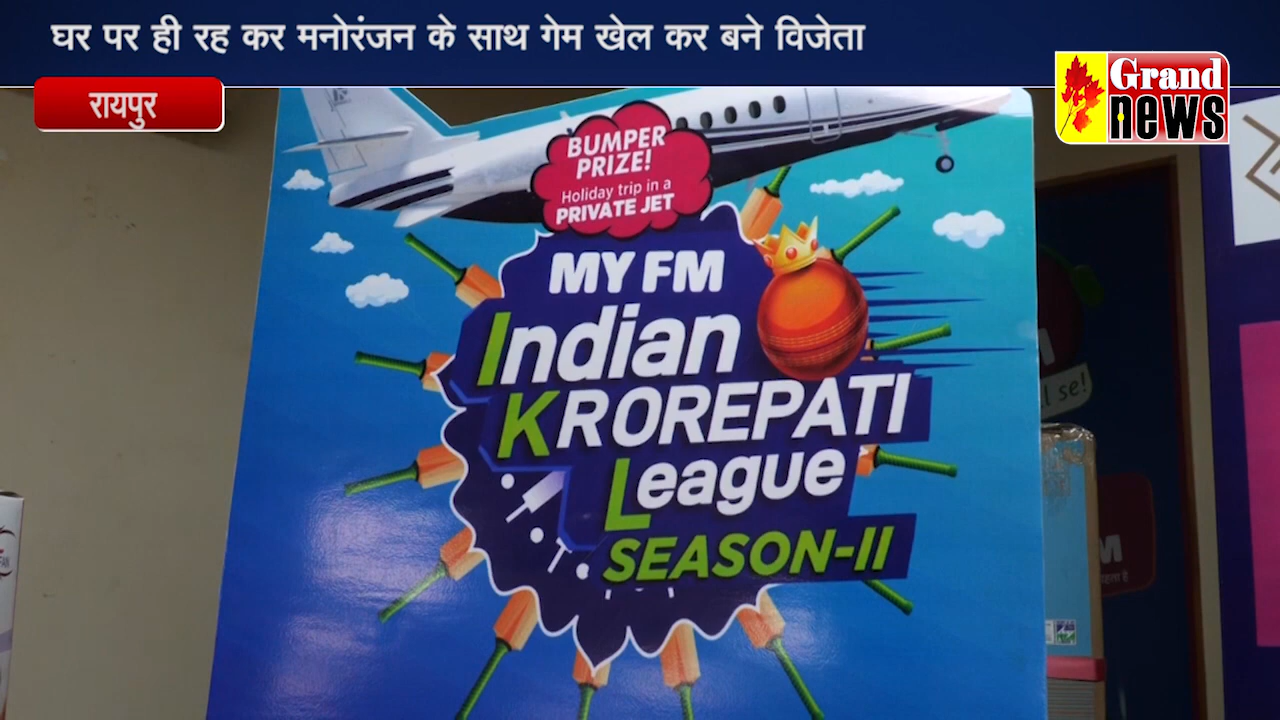 घर पर ही रह कर मनोरंजन के साथ गेम खेल कर बने विजेता
रायपुर
Grand
news
BUMPER
PRIZE!
Holiday trip in a
PRIVATE JET
MY FM
Indian
KROREPATI
League
SEASON-II
se!